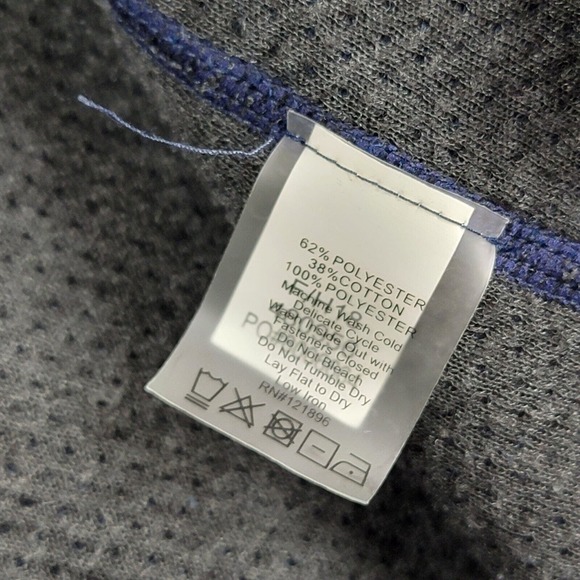 62% POLYESTER
38% COTTON
100% POLYESTER
Machine Wash Cold
Delicate Cycle
Wash Inside Out with
Fasteners Closed
Do Not Bleach
Do Not Tumble Dry
Lay Flat to Dry
Low Iron
RN#121896
F/H18